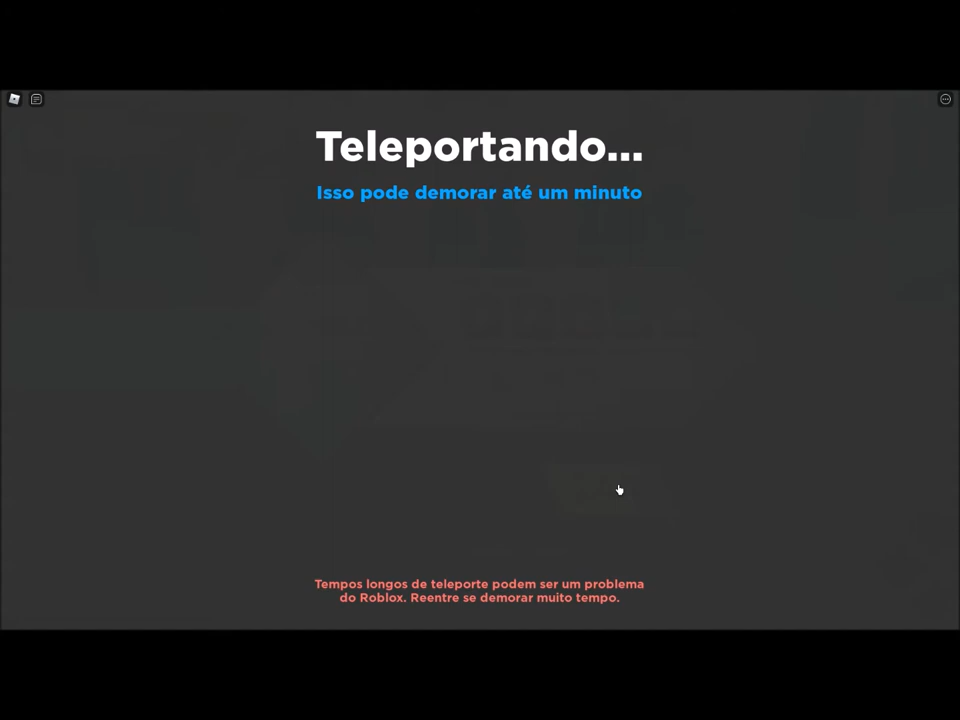 Teleportando...
Isso pode demorar até um minuto
Tempos longos de teleporte podem ser um problema
do Roblox. Reentre se demorar muito tempo.